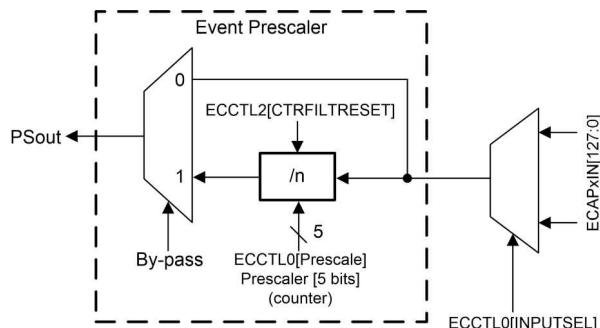 Event Prescaler
0
ECCTL2[CTRFILTRESET]
PSout
1
/n
ECAPxIN[127:0]
5
By-pass
ECCTL0[Prescale]
Prescaler [5 bits]
(counter)
ECCTL0[INPUTSEL]